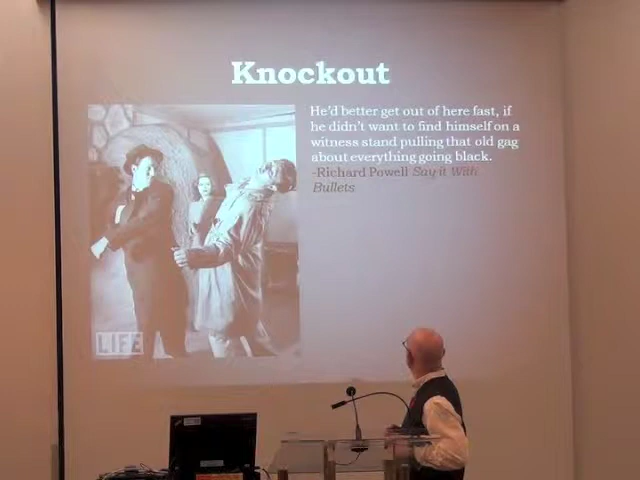 Knockout
He'd better get out of here fast, if
he didn't want to find himself on a
witness stand pulling that old gag
about everything going black.
-Richard Powell Say it With
Bullets
LIFE